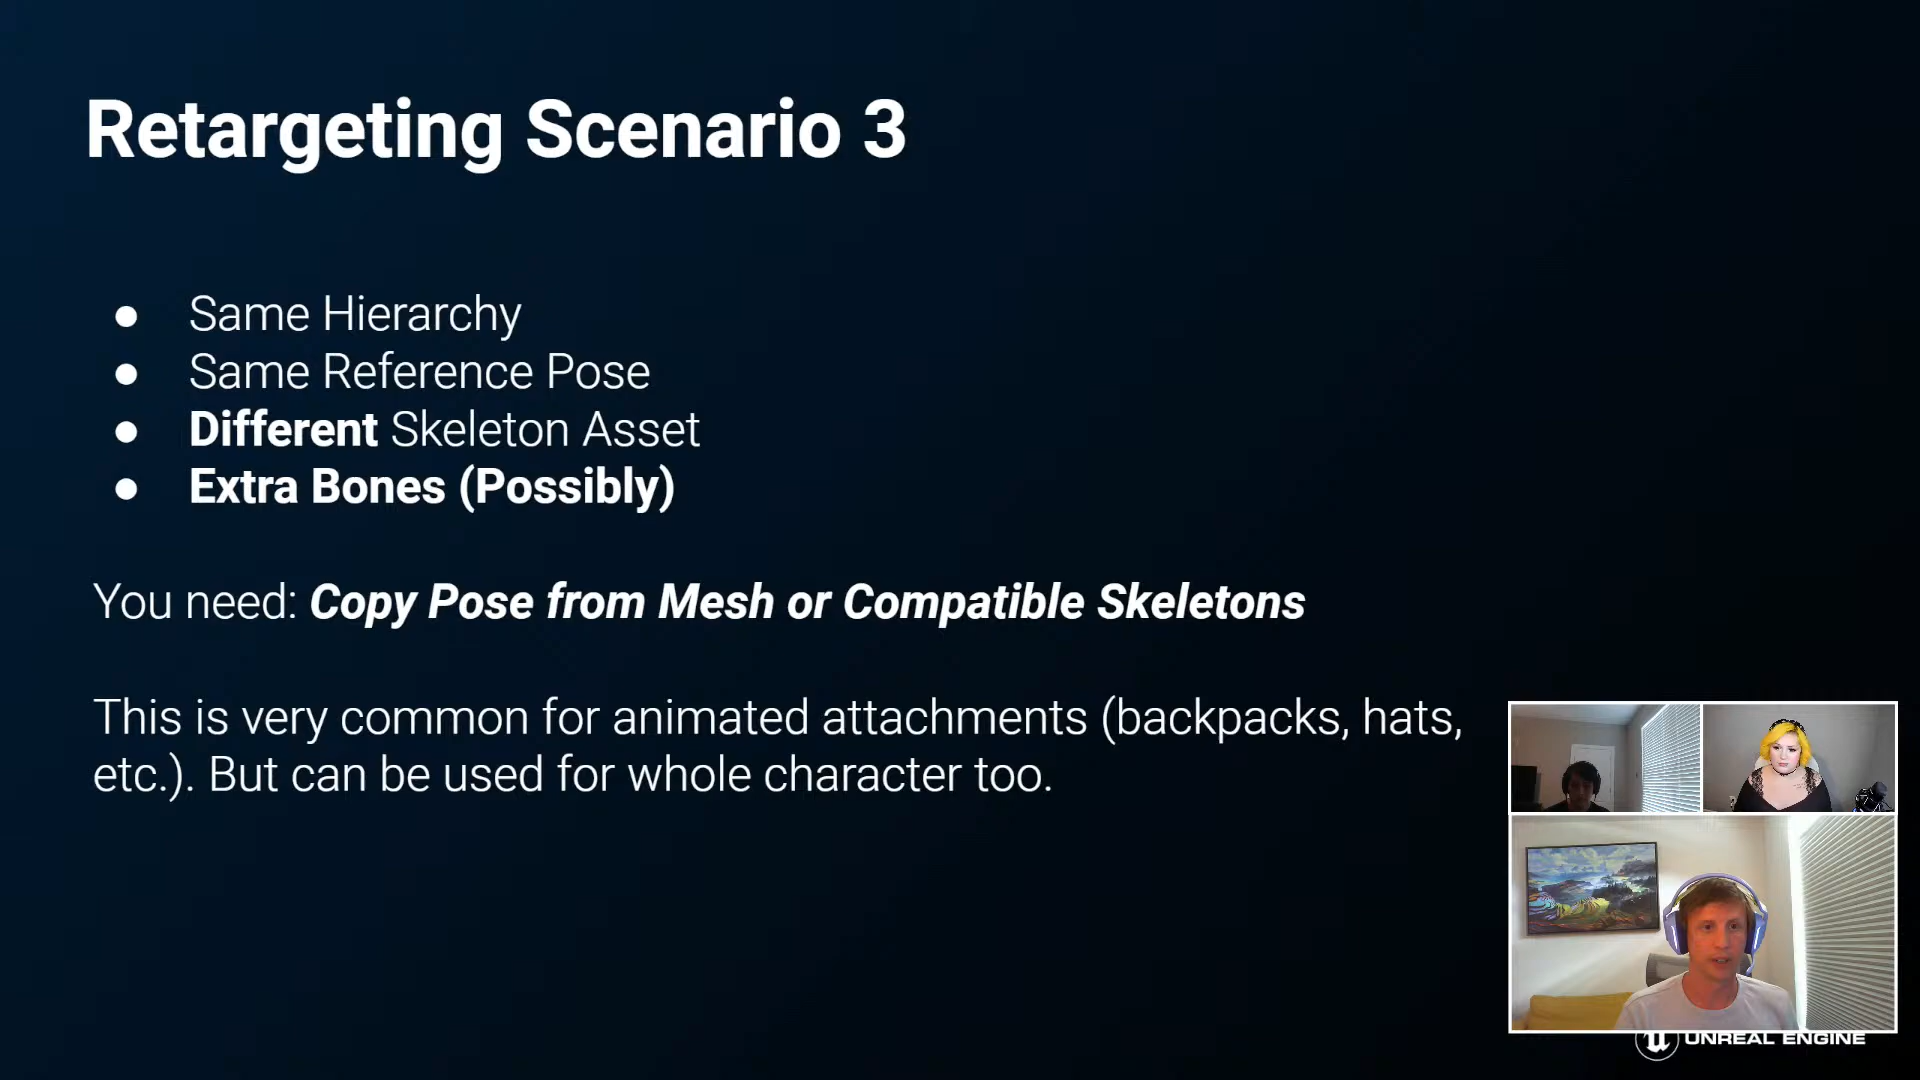 Retargeting Scenario 3
● Same Hierarchy
● Same Reference Pose
● Different Skeleton Asset
● Extra Bones (Possibly)
You need: Copy Pose from Mesh or Compatible Skeletons
This is very common for animated attachments (backpacks, hats,
etc.). But can be used for whole character too.
UNREAL ENGINE